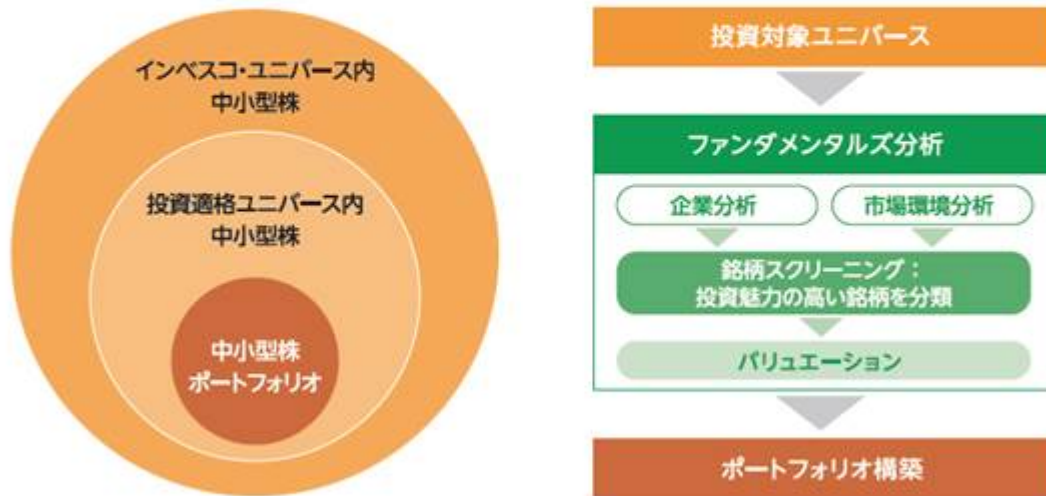 インベスコ・ユニバース内
中小型株
投資適格ユニバース内
中小型株
中小型株
ポートフォリオ
投資対象ユニバース
ファンダメンタルズ分析
企業分析
市場環境分析
銘柄スクリーニング：
投資魅力の高い銘柄を分類
バリュエーション
ポートフォリオ構築